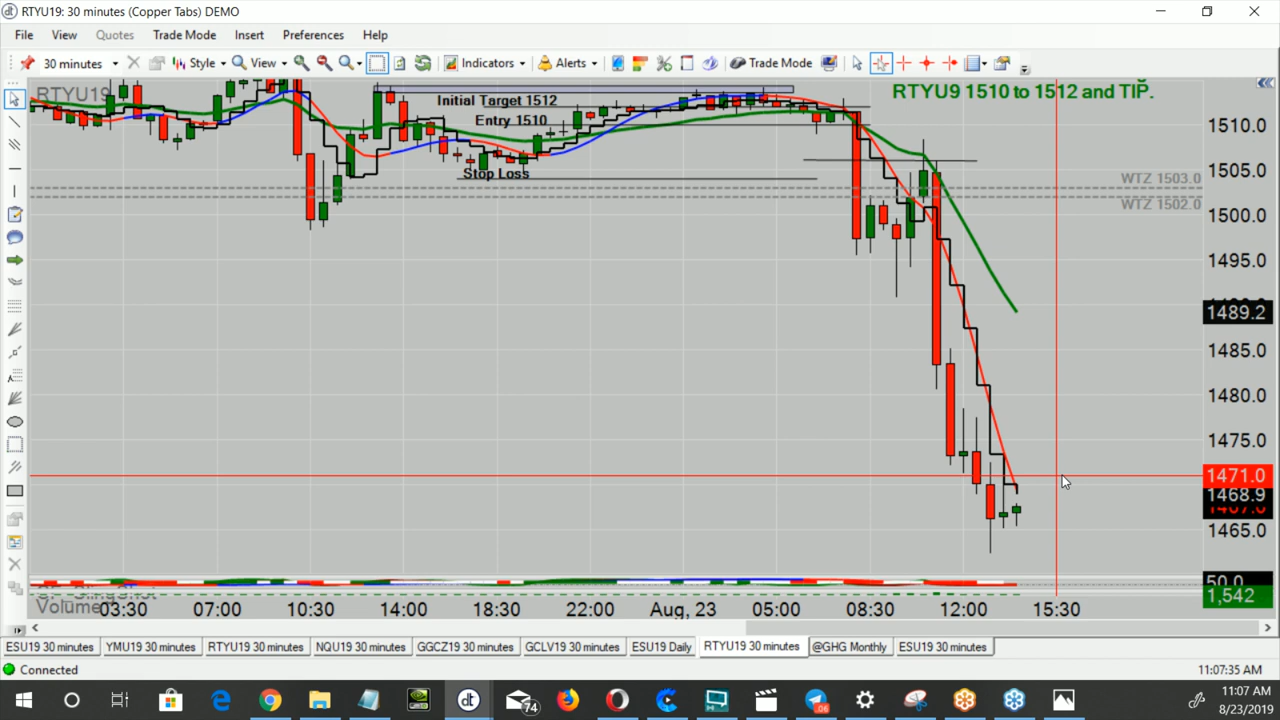 RTYU19: 30 minutes (Copper Tabs) DEMO
File View Quotes Trade Mode Insert Preferences Help
30 minutes Style View Indicators Alerts Trade Mode
RTYU19
RTYU9 1510 to 1512 and TIP.
Initial Target 1512
Entry 1510
Stop Loss
WTZ 1503.0
WTZ 1502.0
1510.0
1505.0
1500.0
1495.0
1489.2
1485.0
1480.0
1475.0
1471.0
1468.9
1465.0
50.0
1,542
Volume
03:30 07:00 10:30 14:00 18:30 22:00 Aug, 23 05:00 08:30 12:00 15:30
ESU19 30 minutes YMU19 30 minutes RTYU19 30 minutes NQU19 30 minutes GGCZ19 30 minutes GCLV19 30 minutes ESU19 Daily RTYU19 30 minutes @GHG Monthly ESU19 30 minutes
Connected
11:07:35 AM
74
.06
11:07 AM
8/23/2019